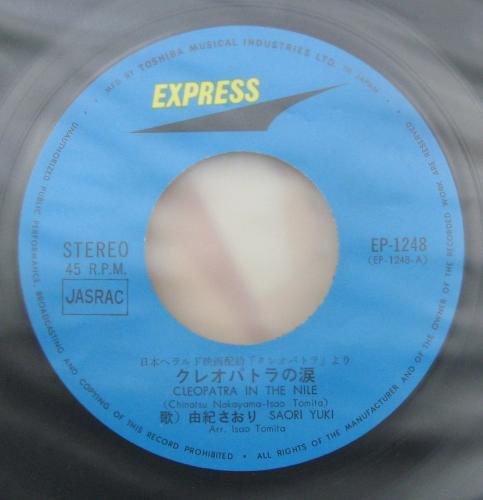 MFD BY TOSHIBA MUSICAL INDUSTRIES LTD. IN JAPAN
EXPRESS
STEREO
45 R.P.M.
JASRAC
EP-1248
(EP-1248-A)
日本ヘラルド映画配給『クレオパトラ』より
クレオパトラの涙
CLEOPATRA IN THE NILE
(Chinatsu Nakayama-Isao Tomita)
歌) 由紀さおり SAORI YUKI
Arr. Isao Tomita
UNAUTHORIZED PUBLIC PERFORMANCE, BROADCASTING AND COPYING OF THIS RECORD PROHIBITED • ALL RIGHTS OF THE MANUFACTURER AND OF THE OWNER OF THE RECORDED WORK ARE RESERVED